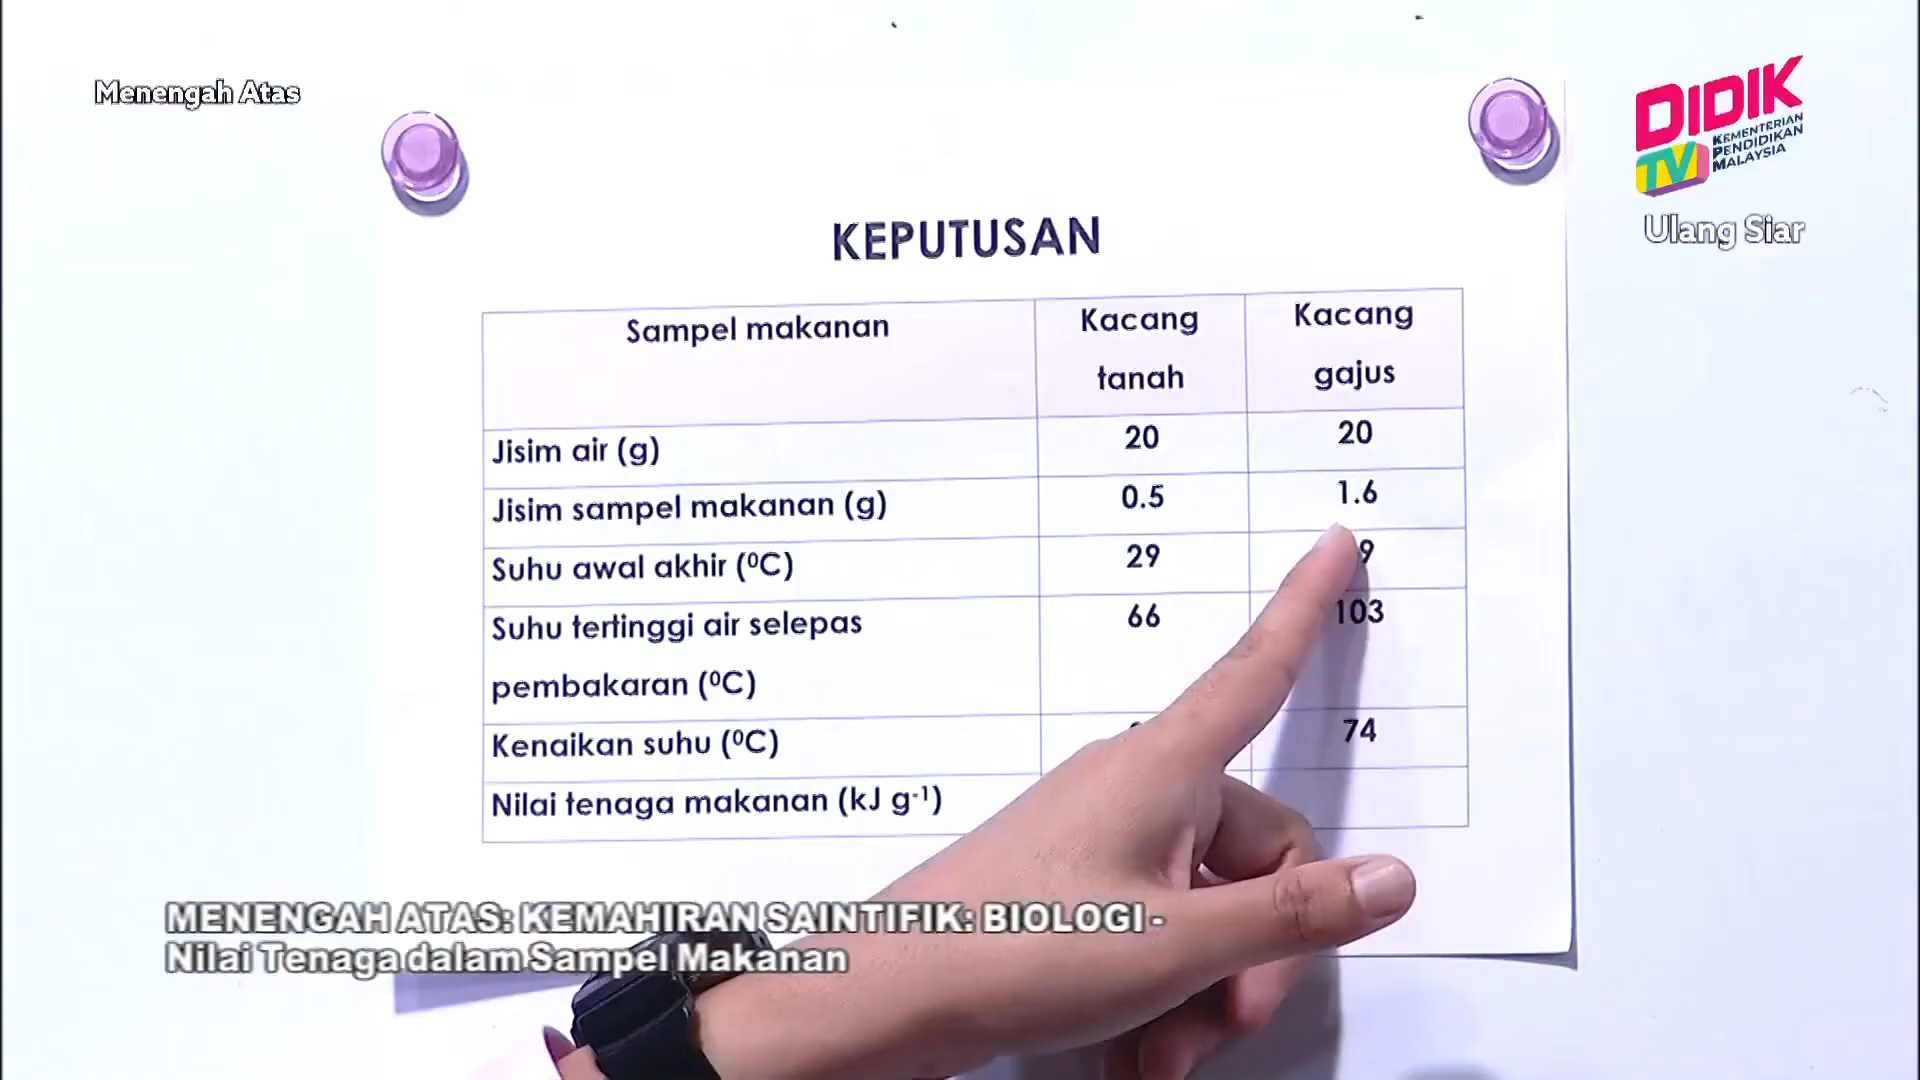 Menengah Atas
DIDIK
TV
KEMENTERIAN
PENDIDIKAN
MALAYSIA
Ulang Siar
KEPUTUSAN
Sampel makanan
Kacang tanah
Kacang gajus
Jisim air (g) 20 20
Jisim sampel makanan (g) 0.5 1.6
Suhu awal akhir (⁰C) 29 9
Suhu tertinggi air selepas pembakaran (⁰C) 66 103
Kenaikan suhu (⁰C) 74
Nilai tenaga makanan (kJ g⁻¹)
MENENGAH ATAS: KEMAHIRAN SAINTIFIK: BIOLOGI -
Nilai Tenaga dalam Sampel Makanan